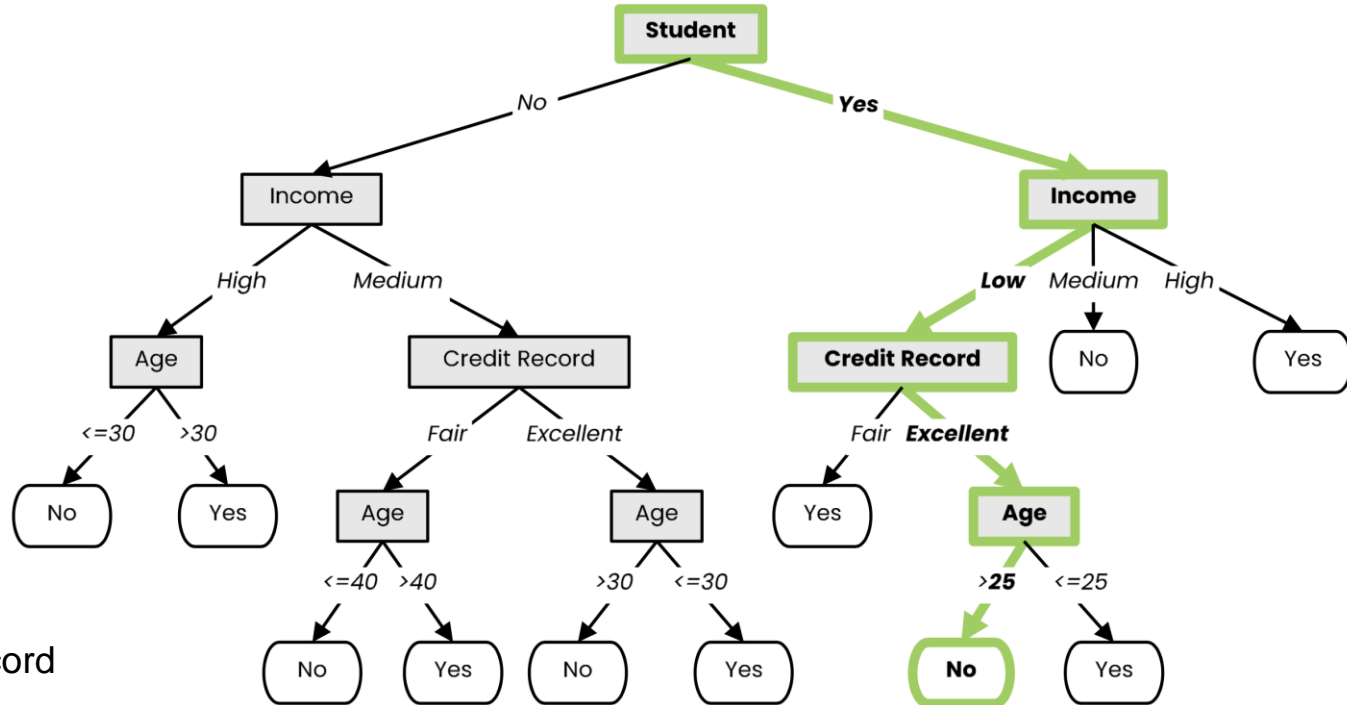 Student
No
Yes
Income
Income
High
Medium
Low
Medium
High
Age
Credit Record
Credit Record
No
Yes
<=30
>30
Fair
Excellent
Fair
Excellent
No
Yes
Age
Age
Yes
Age
<=40
>40
>30
<=30
>25
<=25
No
Yes
No
Yes
No
Yes
cord